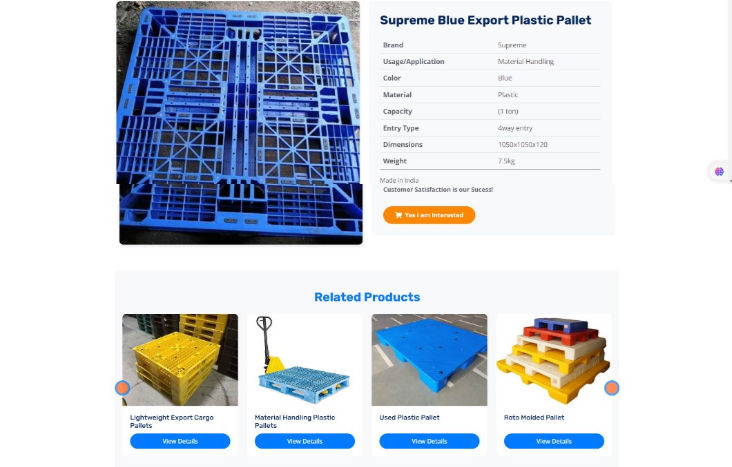 Supreme Blue Export Plastic Pallet
Brand Supreme
Usage/Application Material Handling
Color Blue
Material Plastic
Capacity (1 ton)
Entry Type 4way entry
Dimensions 1050x1050x120
Weight 7.5kg
Made in India
Customer Satisfaction is our Sucess!
Yes I am Interested
Related Products
Lightweight Export Cargo
Pallets
View Details
Material Handling Plastic
Pallets
View Details
Used Plastic Pallet
View Details
Roto Molded Pallet
View Details